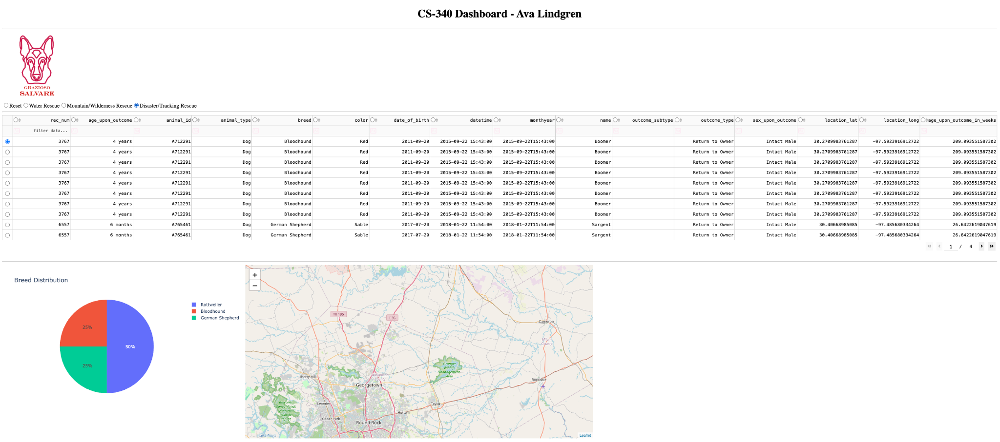 CS-340 Dashboard - Ava Lindgren
GRAZIOSO
SALVARE
Reset Water Rescue Mountain/Wilderness Rescue Disaster/Tracking Rescue
rec_num age_upon_outcome animal_id animal_type breed color date_of_birth datetime monthyear name outcome_subtype outcome_type sex_upon_outcome location_lat location_long age_upon_outcome_in_weeks
filter data...
3767 4 years A712291 Dog Bloodhound Red 2011-09-20 2015-09-22 15:43:00 2015-09-22T15:43:00 Boomer Return to Owner Intact Male 30.2709983761287 -97.5923916912722 209.093551587302
3767 4 years A712291 Dog Bloodhound Red 2011-09-20 2015-09-22 15:43:00 2015-09-22T15:43:00 Boomer Return to Owner Intact Male 30.2709983761287 -97.5923916912722 209.093551587302
3767 4 years A712291 Dog Bloodhound Red 2011-09-20 2015-09-22 15:43:00 2015-09-22T15:43:00 Boomer Return to Owner Intact Male 30.2709983761287 -97.5923916912722 209.093551587302
3767 4 years A712291 Dog Bloodhound Red 2011-09-20 2015-09-22 15:43:00 2015-09-22T15:43:00 Boomer Return to Owner Intact Male 30.2709983761287 -97.5923916912722 209.093551587302
3767 4 years A712291 Dog Bloodhound Red 2011-09-20 2015-09-22 15:43:00 2015-09-22T15:43:00 Boomer Return to Owner Intact Male 30.2709983761287 -97.5923916912722 209.093551587302
3767 4 years A712291 Dog Bloodhound Red 2011-09-20 2015-09-22 15:43:00 2015-09-22T15:43:00 Boomer Return to Owner Intact Male 30.2709983761287 -97.5923916912722 209.093551587302
3767 4 years A712291 Dog Bloodhound Red 2011-09-20 2015-09-22 15:43:00 2015-09-22T15:43:00 Boomer Return to Owner Intact Male 30.2709983761287 -97.5923916912722 209.093551587302
3767 4 years A712291 Dog Bloodhound Red 2011-09-20 2015-09-22 15:43:00 2015-09-22T15:43:00 Boomer Return to Owner Intact Male 30.2709983761287 -97.5923916912722 209.093551587302
6557 6 months A765461 Dog German Shepherd Sable 2017-07-20 2018-01-22 11:54:00 2018-01-22T11:54:00 Sargent Return to Owner Intact Male 30.40668985085 -97.485680334264 26.6422619047619
6557 6 months A765461 Dog German Shepherd Sable 2017-07-20 2018-01-22 11:54:00 2018-01-22T11:54:00 Sargent Return to Owner Intact Male 30.40668985085 -97.485680334264 26.6422619047619
« ‹ 1 / 4 › »
Breed Distribution
Rottweiler
Bloodhound
German Shepherd
25%
50%
25%
+
−
TX 195
I 35
Cameron
Milam
County
Granger
Wildlife
Management
Area
Liberty Hill
Williamson
County
Rockdale
Georgetown
Balcones
Canyonlands
National
Wildlife
Refuge
Leander
Taylor
Hutto
Cedar Park
Round Rock
Lake Travis
Leaflet